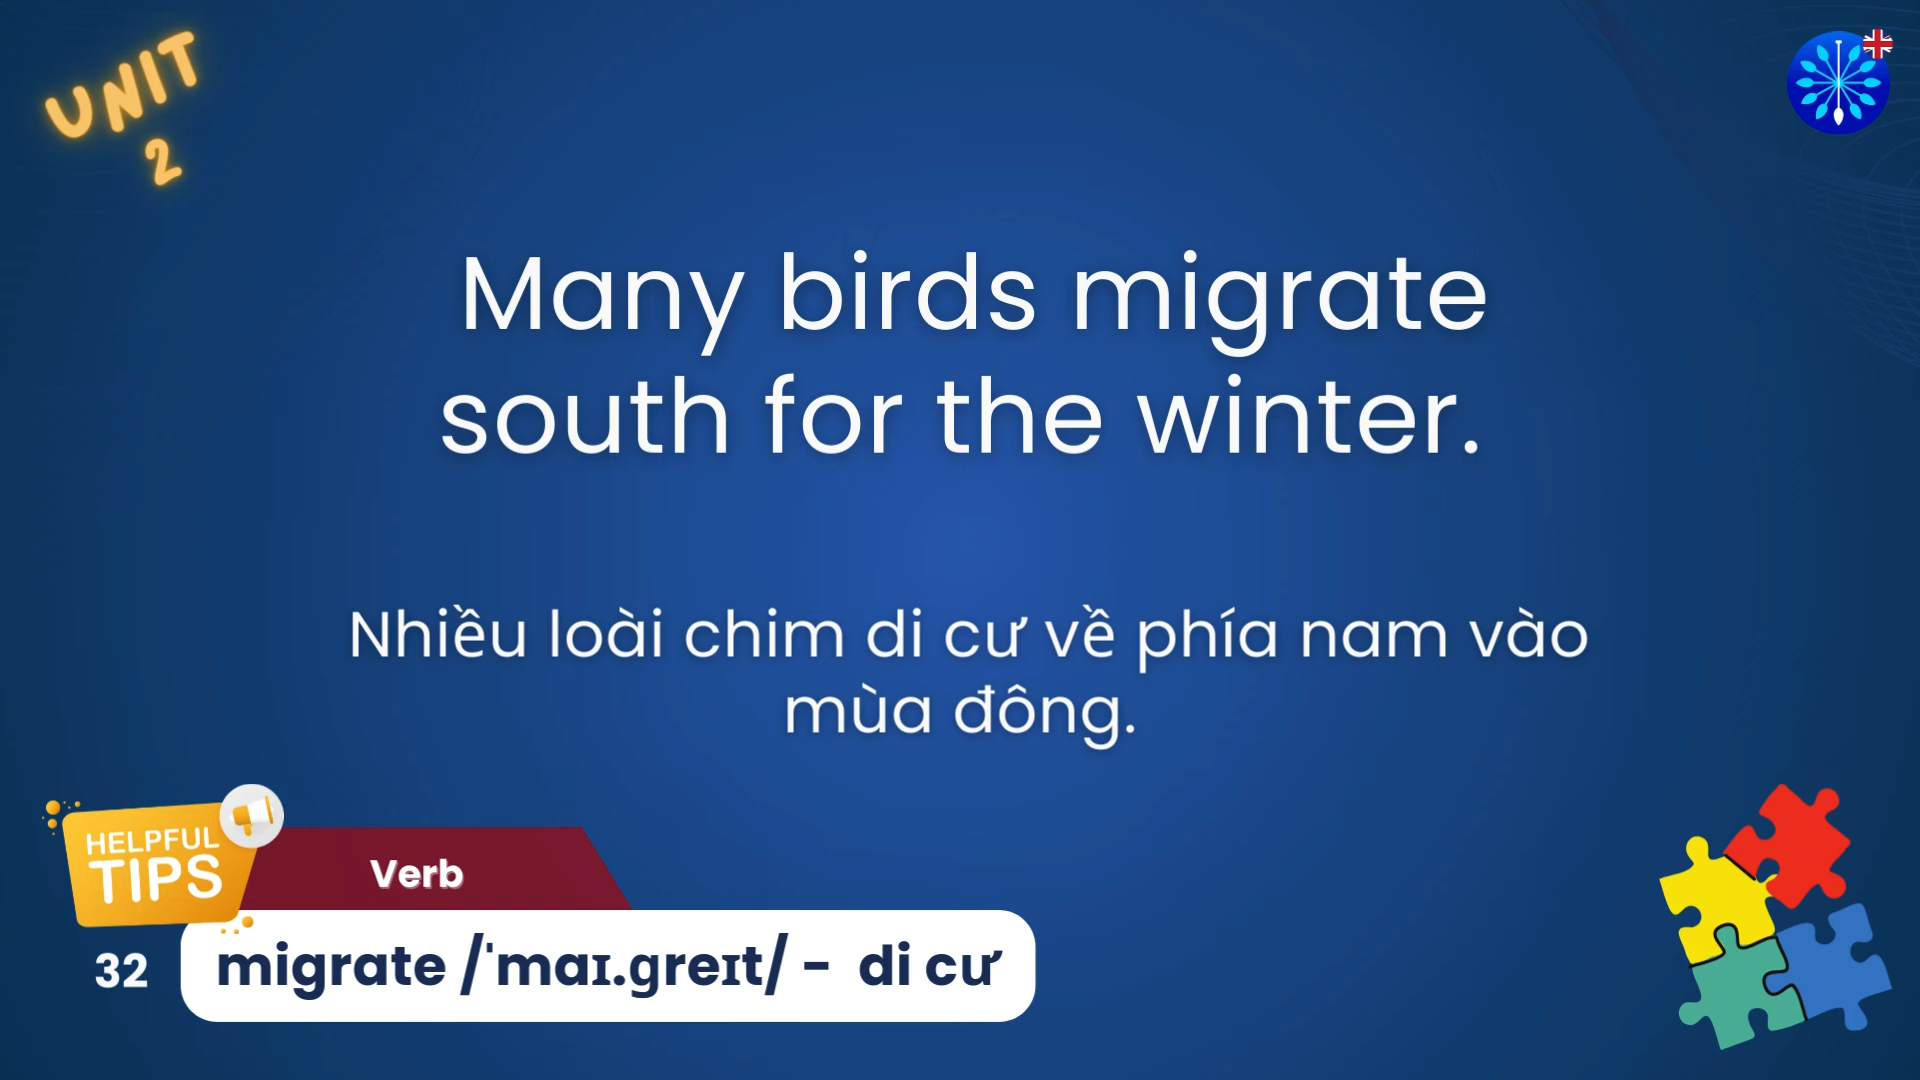 UNIT
2
Many birds migrate
south for the winter.
Nhiều loài chim di cư về phía nam vào
mùa đông.
HELPFUL
TIPS
Verb
32
migrate /ˈmaɪ.ɡreɪt/ - di cư